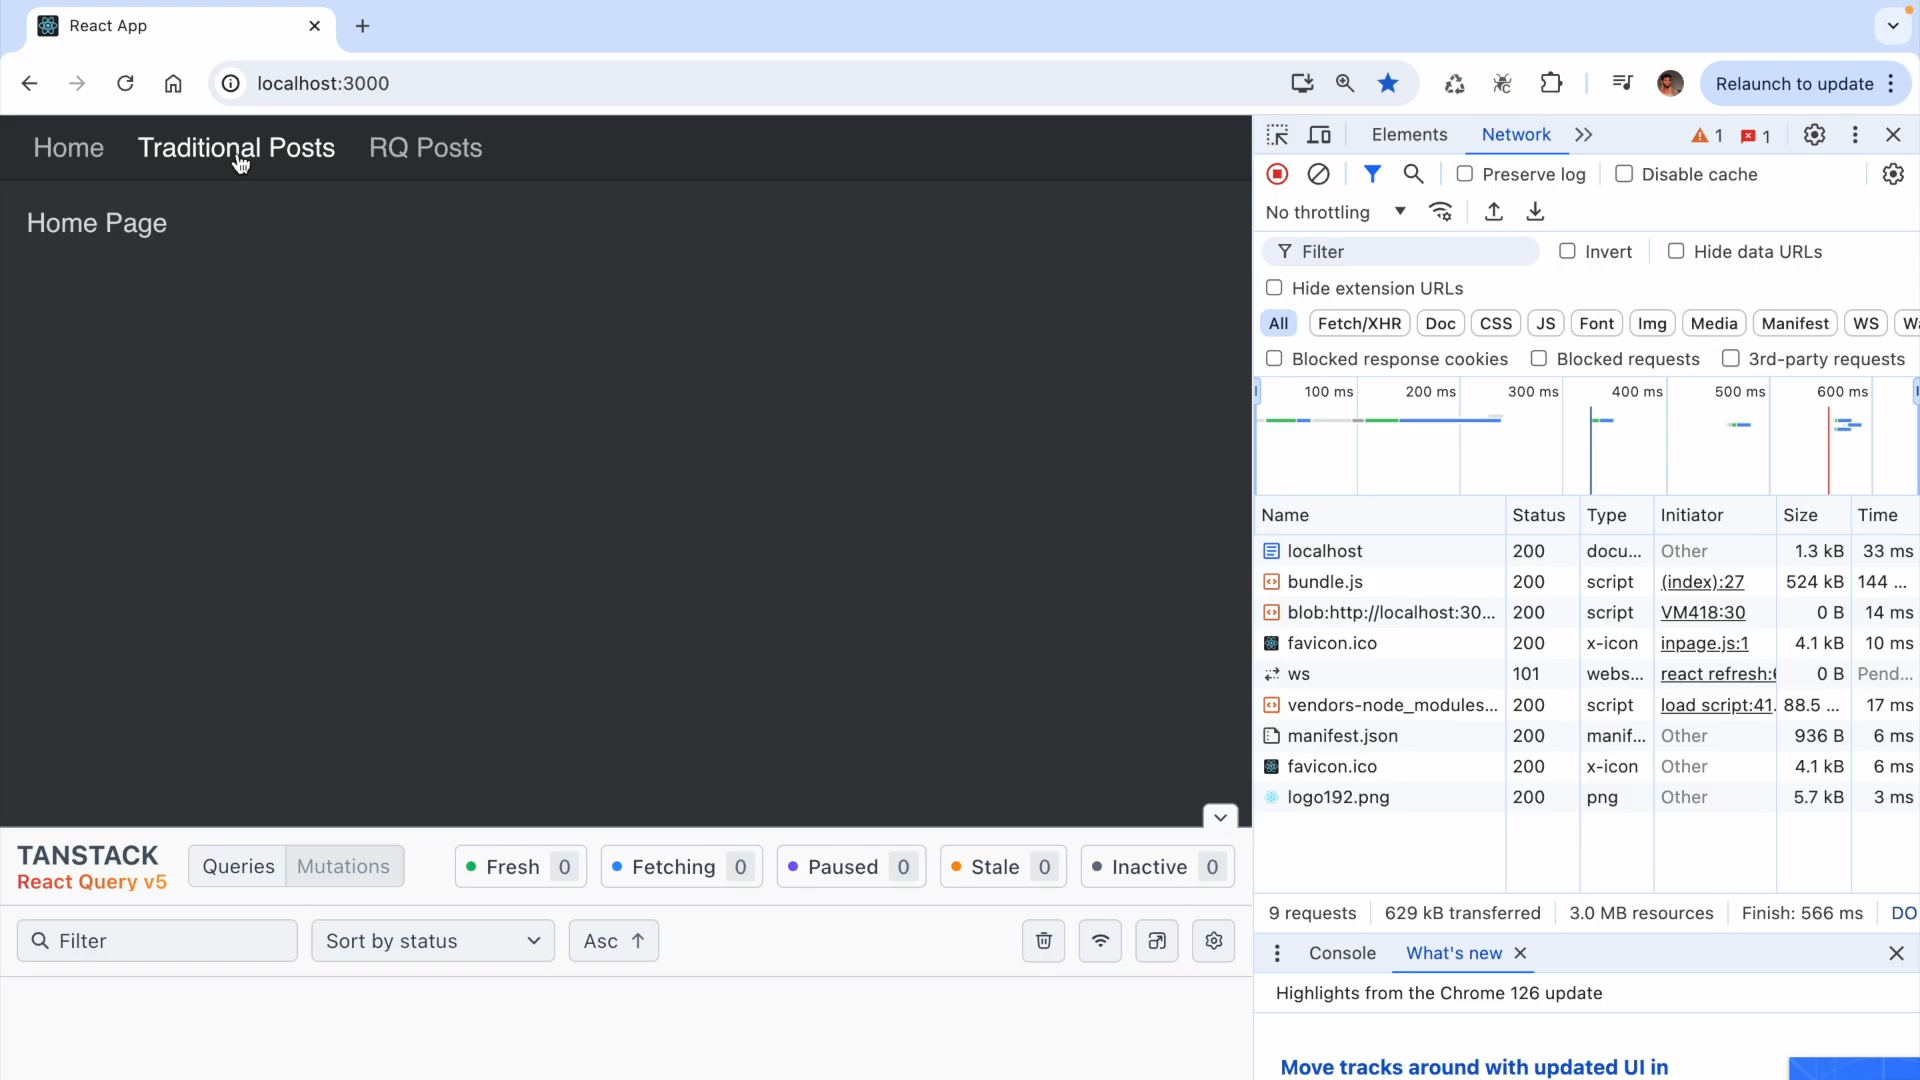 React App
localhost:3000
Relaunch to update
Home Traditional Posts RQ Posts
Home Page
Elements Network 1 1
Preserve log Disable cache
No throttling
Filter Invert Hide data URLs
Hide extension URLs
All Fetch/XHR Doc CSS JS Font Img Media Manifest WS Wa
Blocked response cookies Blocked requests 3rd-party requests
100 ms 200 ms 300 ms 400 ms 500 ms 600 ms
Name Status Type Initiator Size Time
localhost 200 docu... Other 1.3 kB 33 ms
bundle.js 200 script (index):27 524 kB 144 ...
blob:http://localhost:30... 200 script VM418:30 0 B 14 ms
favicon.ico 200 x-icon inpage.js:1 4.1 kB 10 ms
ws 101 webs... react refresh:6 0 B Pend...
vendors-node_modules... 200 script load script:41. 88.5 ... 17 ms
manifest.json 200 manif... Other 936 B 6 ms
favicon.ico 200 x-icon Other 4.1 kB 6 ms
logo192.png 200 png Other 5.7 kB 3 ms
9 requests 629 kB transferred 3.0 MB resources Finish: 566 ms DO
Console What's new
Highlights from the Chrome 126 update
Move tracks around with updated UI in
TANSTACK
React Query v5
Queries Mutations
Fresh 0 Fetching 0 Paused 0 Stale 0 Inactive 0
Filter Sort by status Asc ↑